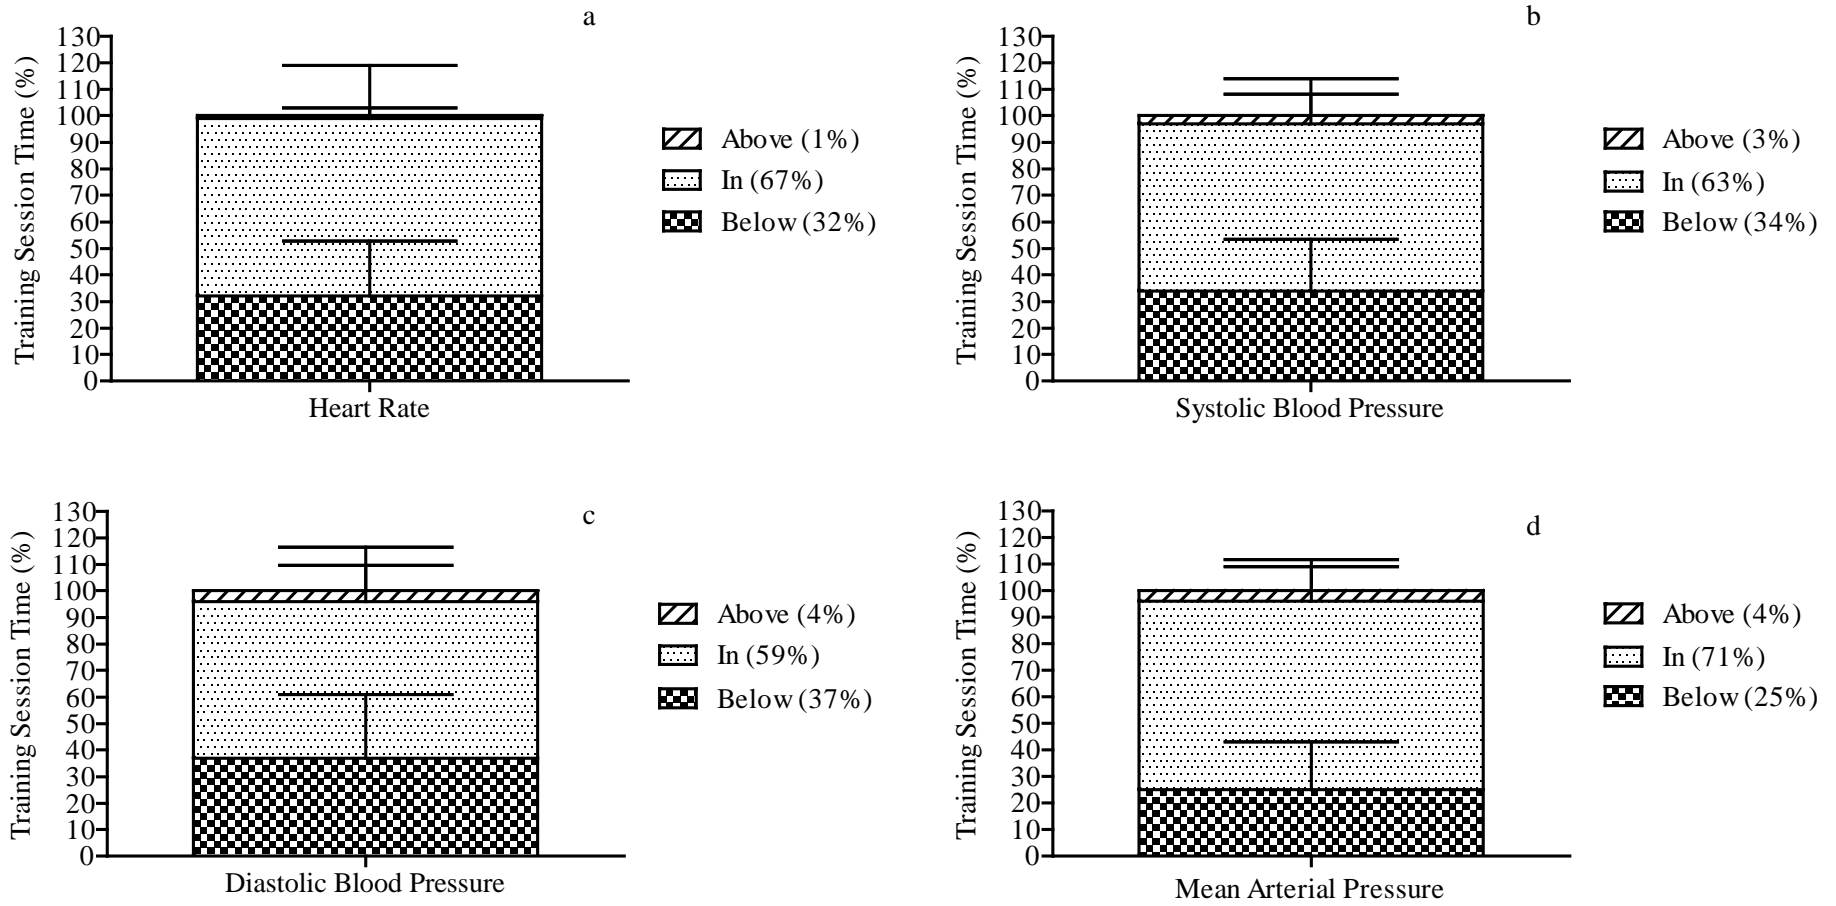 a
Training Session Time (%)
130
120
110
100
90
80
70
60
50
40
30
20
10
0
Heart Rate
Above (1%)
In (67%)
Below (32%)
b
Training Session Time (%)
130
120
110
100
90
80
70
60
50
40
30
20
10
0
Systolic Blood Pressure
Above (3%)
In (63%)
Below (34%)
c
Training Session Time (%)
130
120
110
100
90
80
70
60
50
40
30
20
10
0
Diastolic Blood Pressure
Above (4%)
In (59%)
Below (37%)
d
Training Session Time (%)
130
120
110
100
90
80
70
60
50
40
30
20
10
0
Mean Arterial Pressure
Above (4%)
In (71%)
Below (25%)